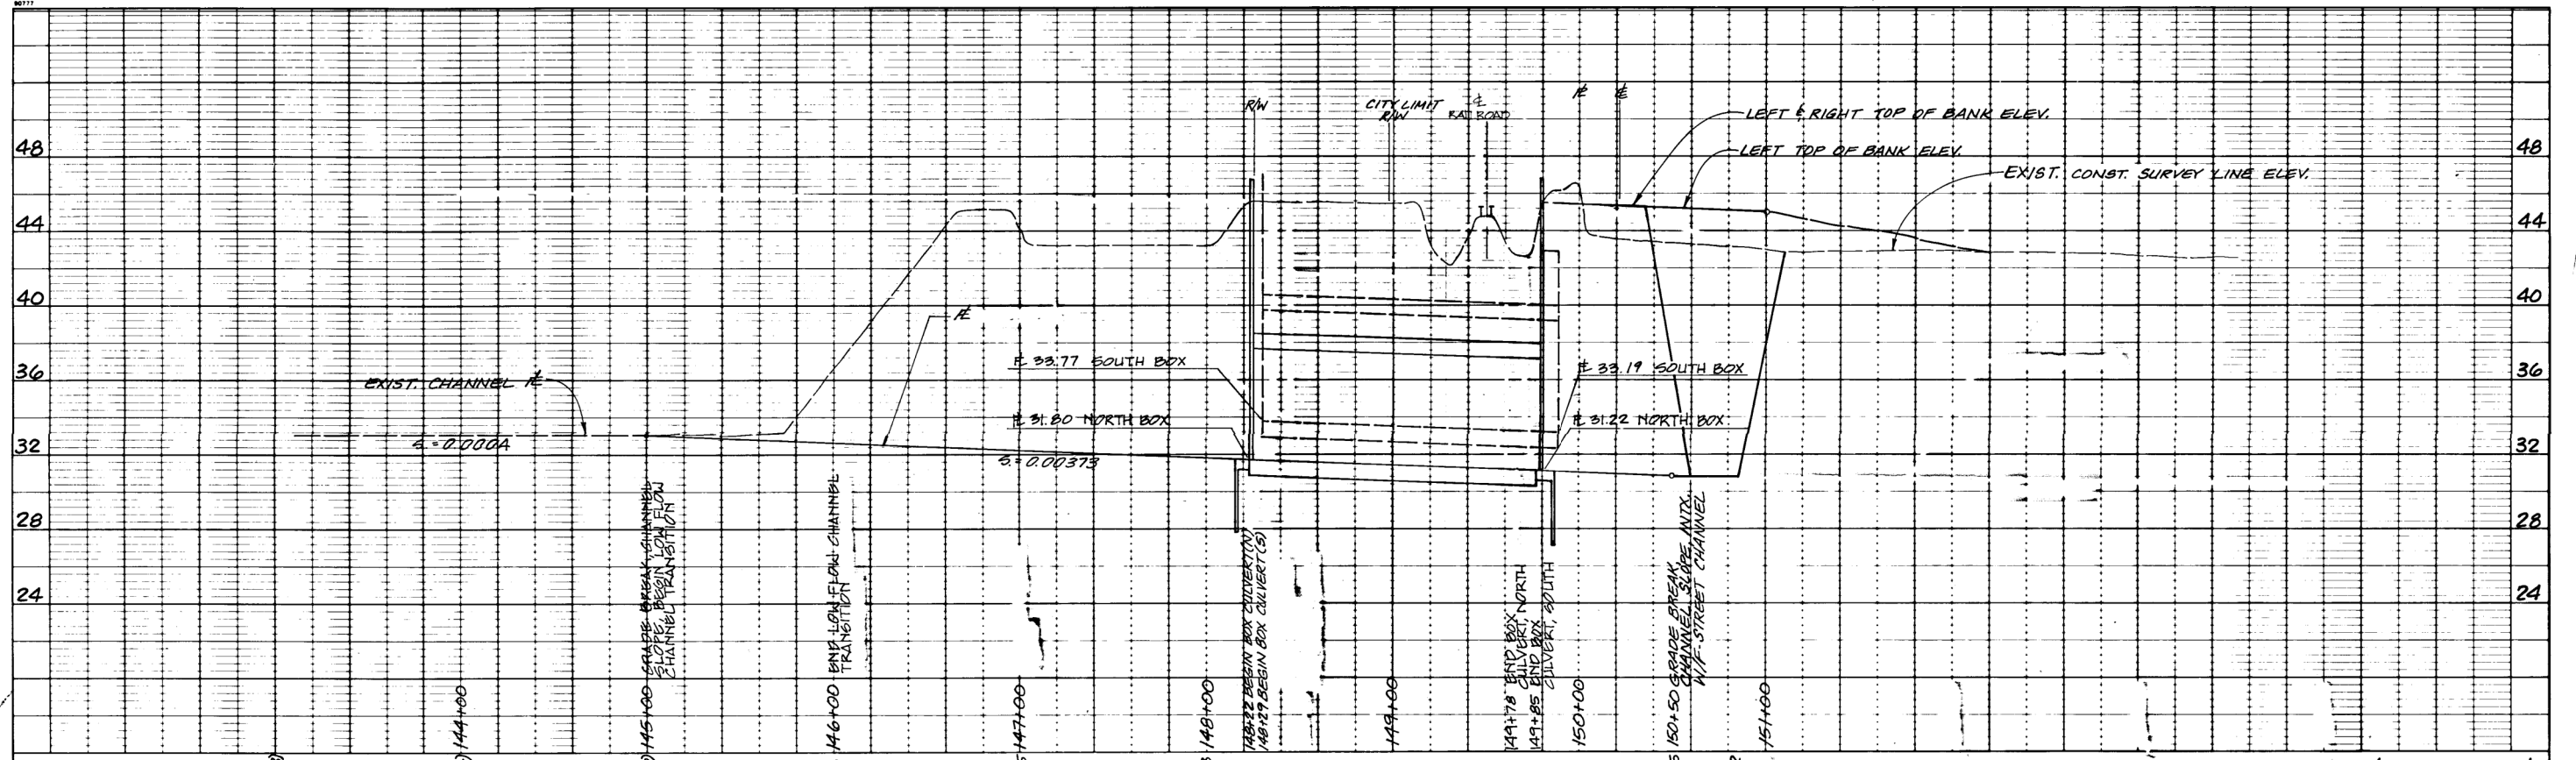 90777
R/W
CITY LIMIT
R/W
℄
RAILROAD
℄
LEFT & RIGHT TOP OF BANK ELEV.
LEFT TOP OF BANK ELEV.
EXIST. CONST. SURVEY LINE ELEV.
48
48
44
44
40
40
36
36
32
32
28
28
24
24
33.77 SOUTH BOX
31.80 NORTH BOX
33.19 SOUTH BOX
31.22 NORTH BOX
EXIST. CHANNEL
S.=0.0004
S.=0.00373
144+00
145+00 GRADE BREAK, CHANNEL
SLOPE, BEGIN LOW FLOW
CHANNEL TRANSITION
146+00 END LOW FLOW CHANNEL
TRANSITION
147+00
148+00
148+22 BEGIN BOX CULVERT (N)
148+29 BEGIN BOX CULVERT (S)
149+00
149+78 END BOX
CULVERT, NORTH
149+85 END BOX
CULVERT, SOUTH
150+00
150+50 GRADE BREAK,
CHANNEL SLOPE, INTX.
W/F-STREET CHANNEL
151+00